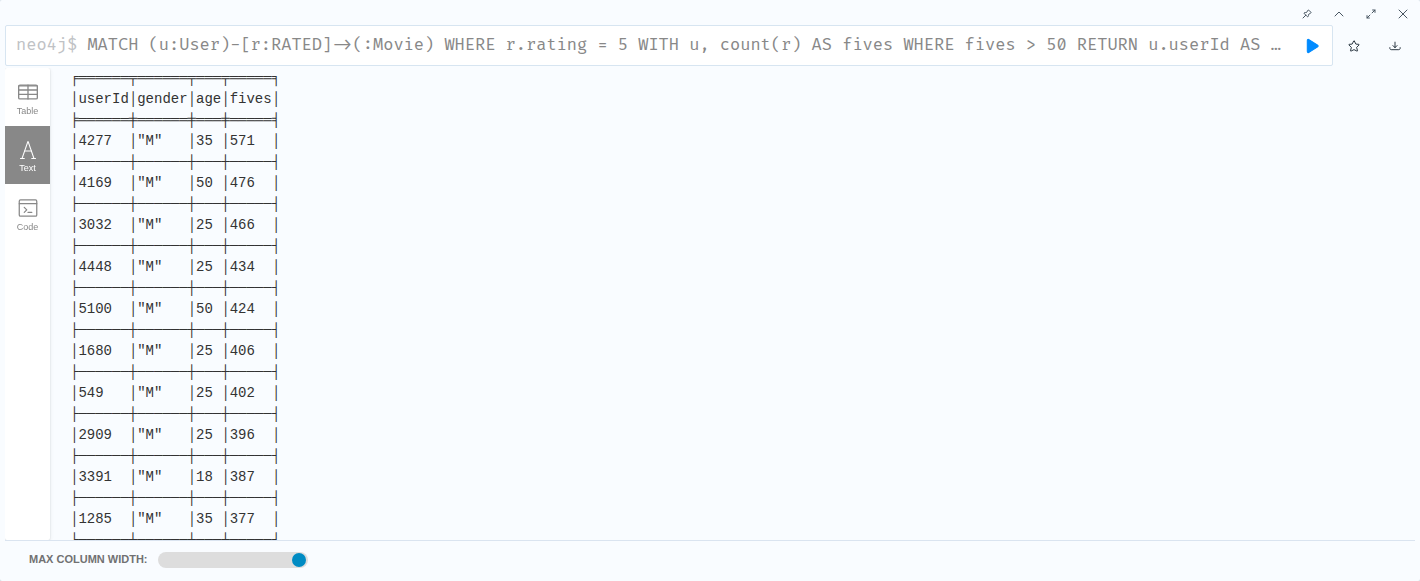 neo4j$ MATCH (u:User)-[r:RATED]→(:Movie) WHERE r.rating = 5 WITH u, count(r) AS fives WHERE fives > 50 RETURN u.userId AS …
Table
Text
Code
│userId│gender│age│fives│
│4277  │"M"   │35 │571  │
│4169  │"M"   │50 │476  │
│3032  │"M"   │25 │466  │
│4448  │"M"   │25 │434  │
│5100  │"M"   │50 │424  │
│1680  │"M"   │25 │406  │
│549   │"M"   │25 │402  │
│2909  │"M"   │25 │396  │
│3391  │"M"   │18 │387  │
│1285  │"M"   │35 │377  │
MAX COLUMN WIDTH: